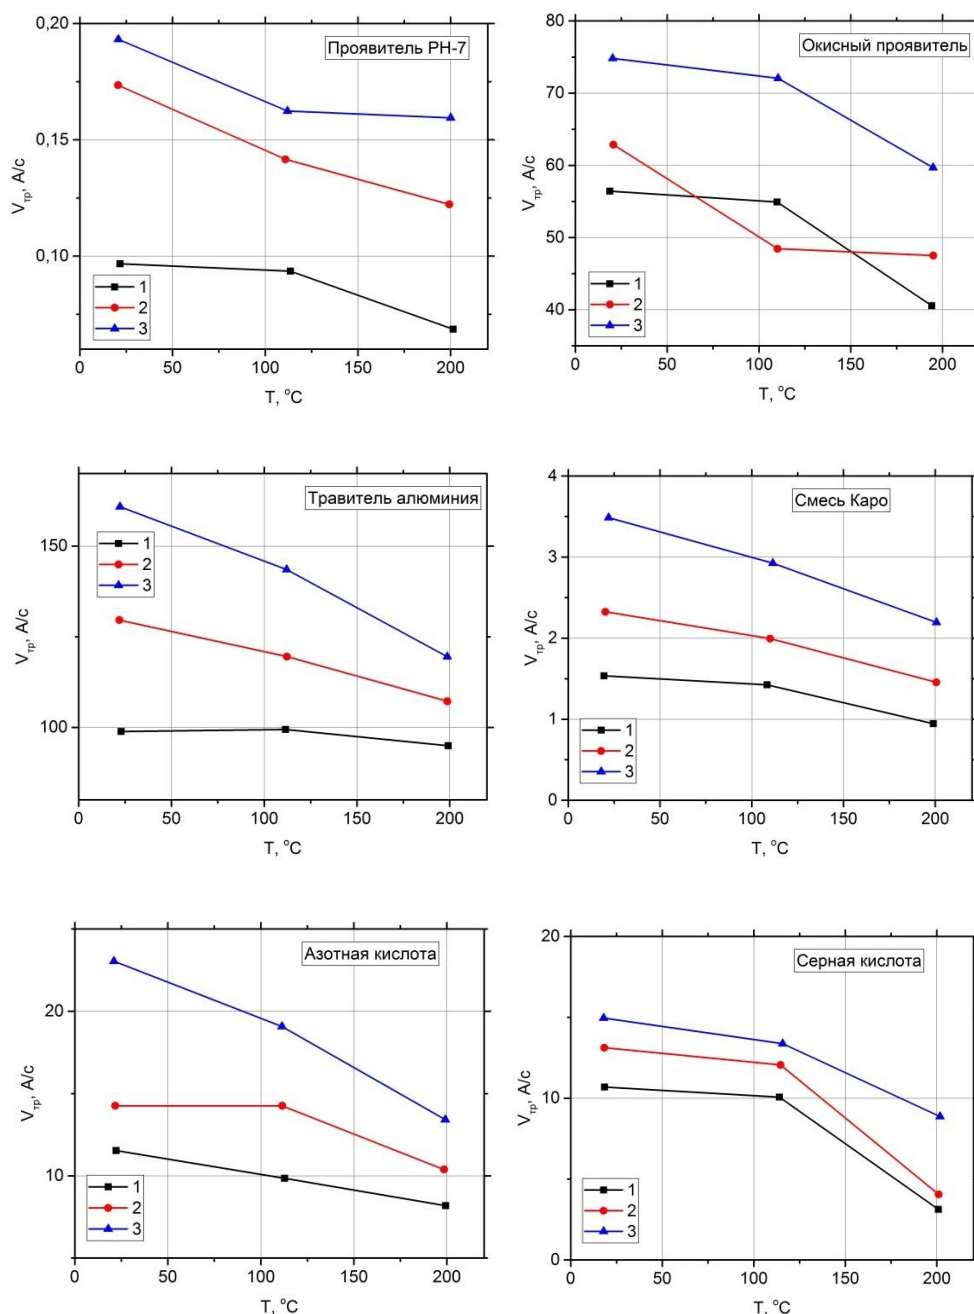 Проявитель РН-7
0,20
0,15
0,10
V_тр, А/с
1
2
3
0 50 100 150 200
T, °C
Окисный проявитель
80
70
60
50
40
V_тр, А/с
1
2
3
0 50 100 150 200
T, °C
Травитель алюминия
150
100
V_тр, А/с
1
2
3
0 50 100 150 200
T, °C
Смесь Каро
4
3
2
1
0
V_тр, А/с
1
2
3
0 50 100 150 200
T, °C
Азотная кислота
20
10
V_тр, А/с
1
2
3
0 50 100 150 200
T, °C
Серная кислота
20
10
0
V_тр, А/с
1
2
3
0 50 100 150 200
T, °C